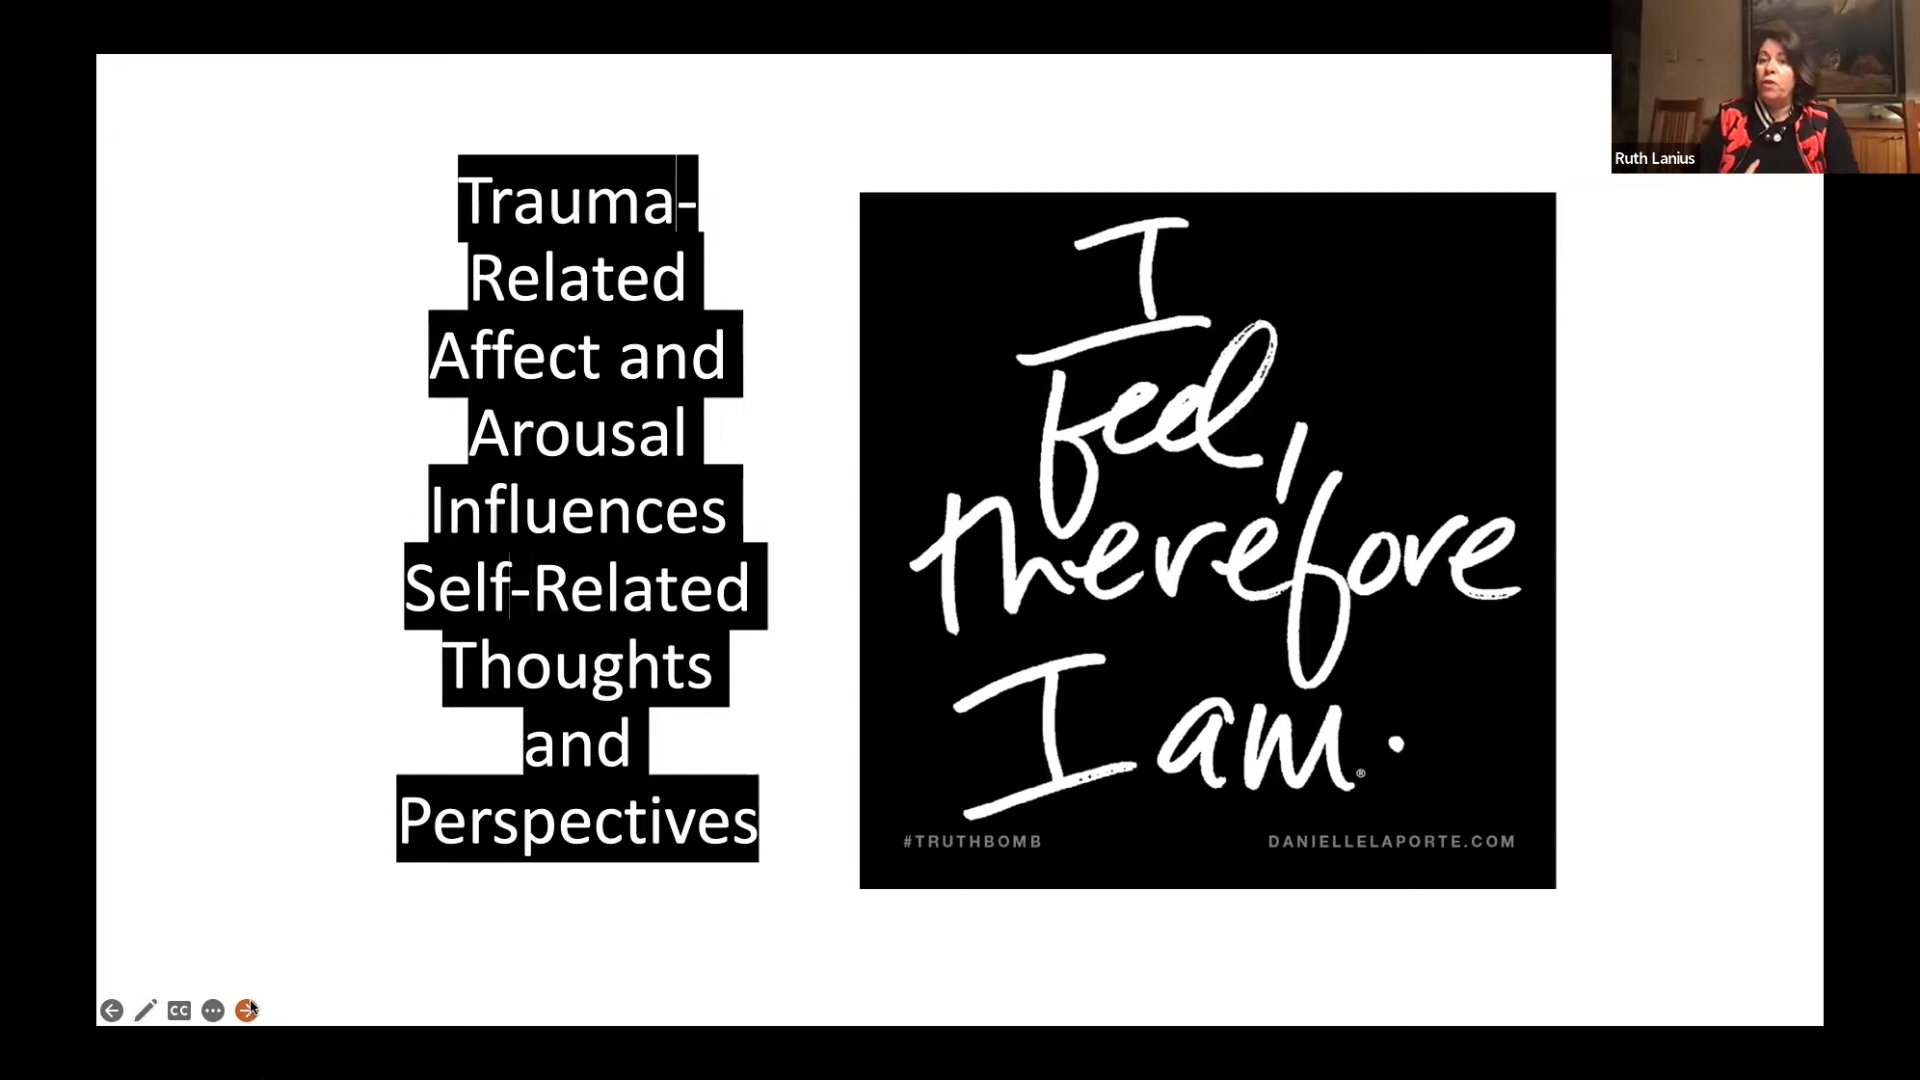 Trauma-
Related
Affect and
Arousal
Influences
Self-Related
Thoughts
and
Perspectives
I
feel,
therefore
I am.
®
#TRUTHBOMB
DANIELLELAPORTE.COM
Ruth Lanius
CC